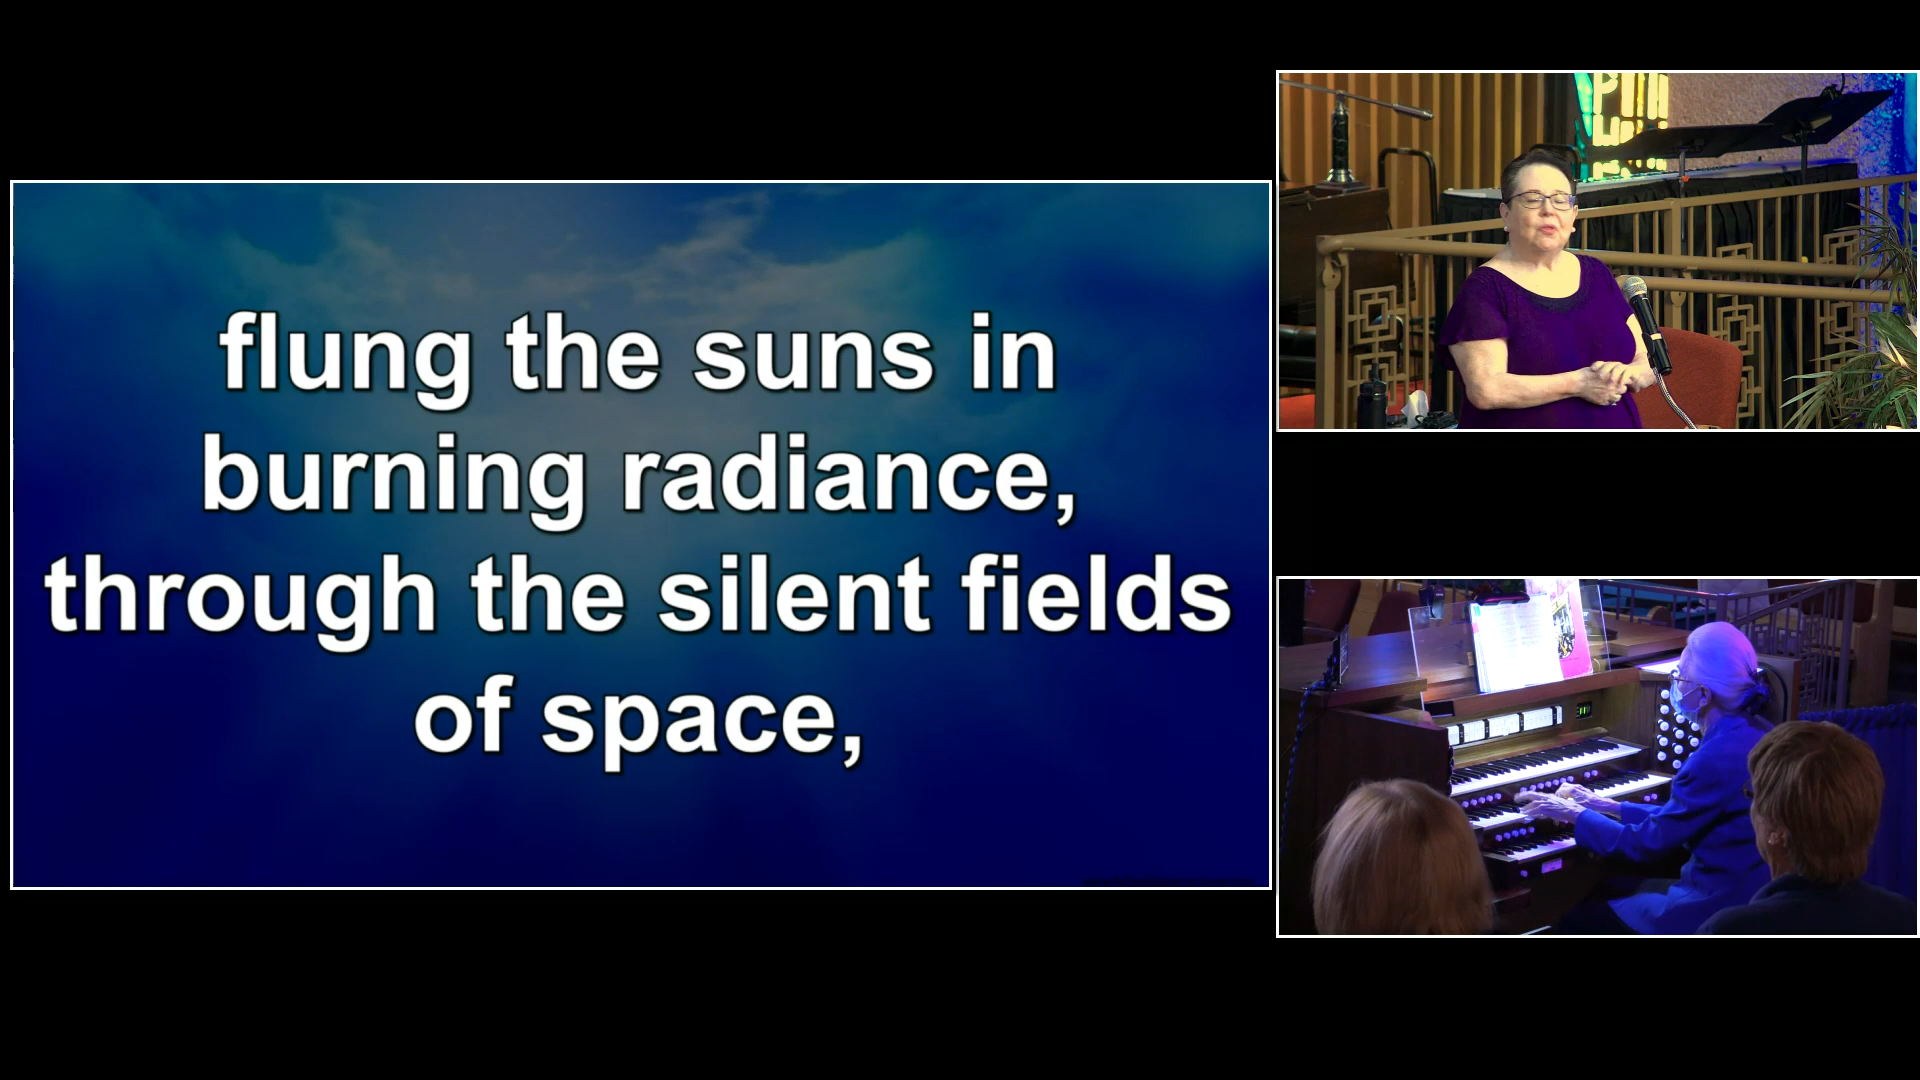 flung the suns in
burning radiance,
through the silent fields
of space,